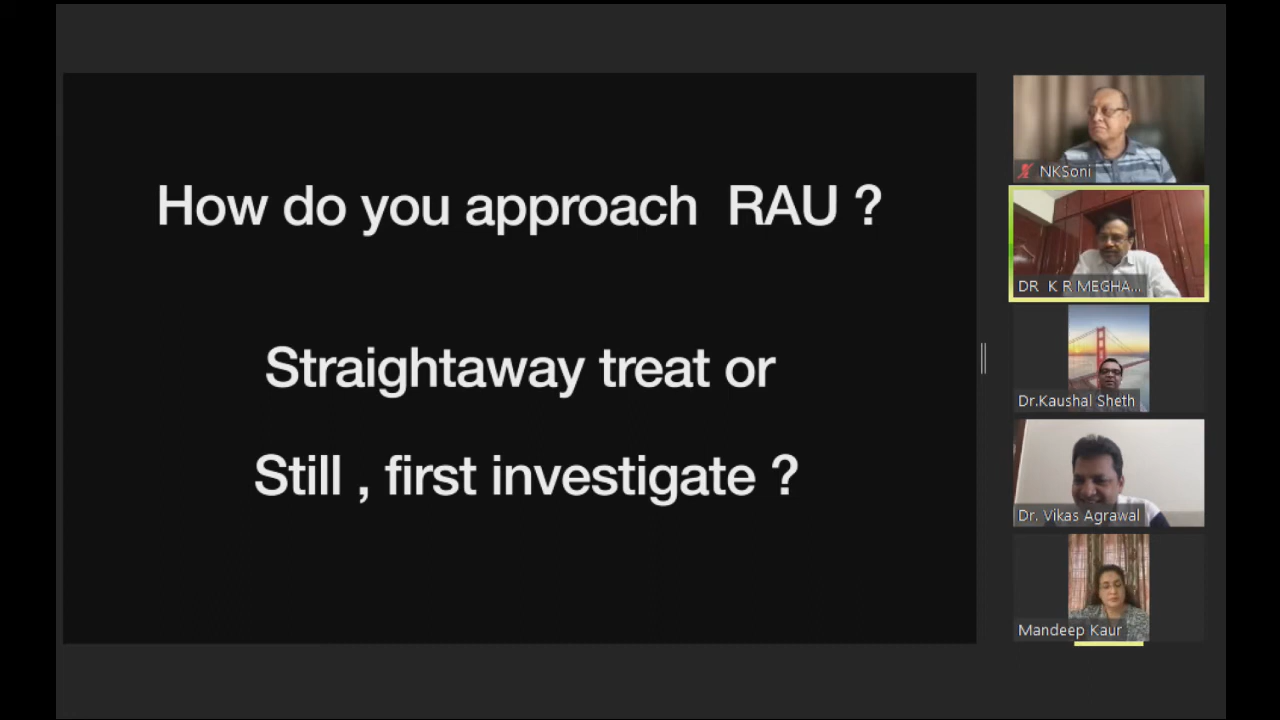 How do you approach RAU ?
Straightaway treat or
Still , first investigate ?
NKSoni
DR K R MEGHA...
Dr.Kaushal Sheth
Dr. Vikas Agrawal
Mandeep Kaur